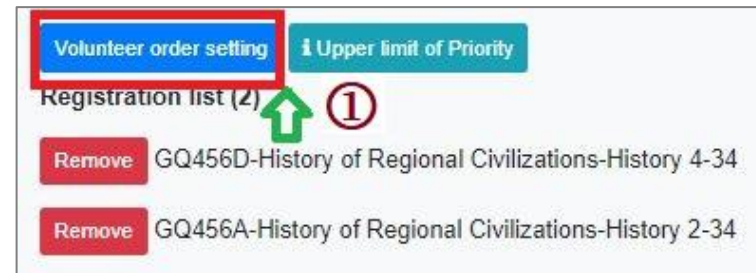 Volunteer order setting i Upper limit of Priority
Registration list (2) ①
Remove GQ456D-History of Regional Civilizations-History 4-34
Remove GQ456A-History of Regional Civilizations-History 2-34